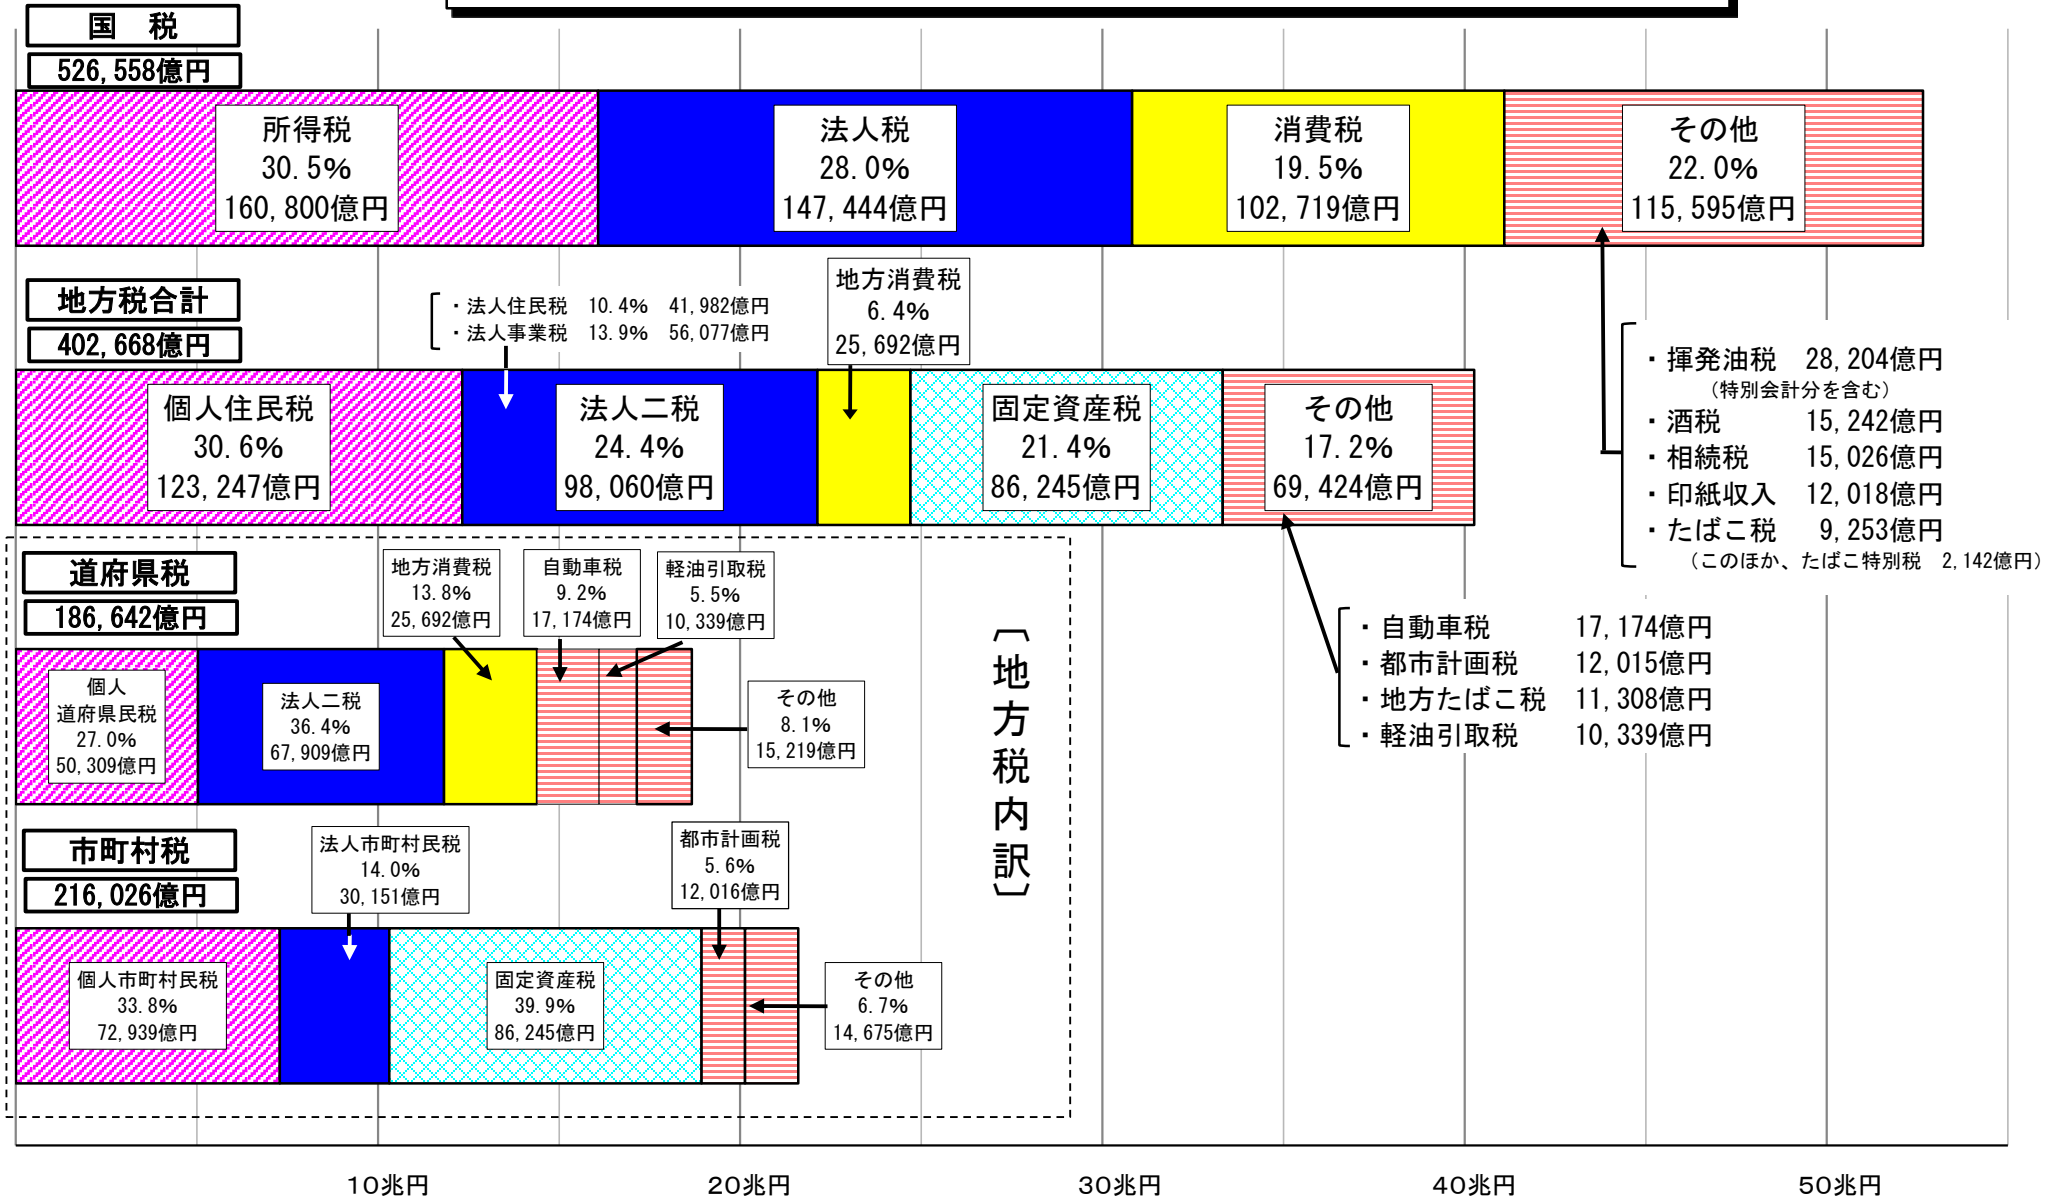 国　税
526,558億円
所得税
30.5%
160,800億円
法人税
28.0%
147,444億円
消費税
19.5%
102,719億円
その他
22.0%
115,595億円
・揮発油税　28,204億円
（特別会計分を含む）
・酒税　　　15,242億円
・相続税　　15,026億円
・印紙収入　12,018億円
・たばこ税　 9,253億円
（このほか、たばこ特別税　2,142億円）
地方税合計
402,668億円
・法人住民税　10.4%　41,982億円
・法人事業税　13.9%　56,077億円
地方消費税
6.4%
25,692億円
個人住民税
30.6%
123,247億円
法人二税
24.4%
98,060億円
固定資産税
21.4%
86,245億円
その他
17.2%
69,424億円
・自動車税　　　17,174億円
・都市計画税　　12,015億円
・地方たばこ税　11,308億円
・軽油引取税　　10,339億円
道府県税
186,642億円
地方消費税
13.8%
25,692億円
自動車税
9.2%
17,174億円
軽油引取税
5.5%
10,339億円
個人
道府県民税
27.0%
50,309億円
法人二税
36.4%
67,909億円
その他
8.1%
15,219億円
〔地方税内訳〕
市町村税
216,026億円
法人市町村民税
14.0%
30,151億円
都市計画税
5.6%
12,016億円
個人市町村民税
33.8%
72,939億円
固定資産税
39.9%
86,245億円
その他
6.7%
14,675億円
10兆円　20兆円　30兆円　40兆円　50兆円